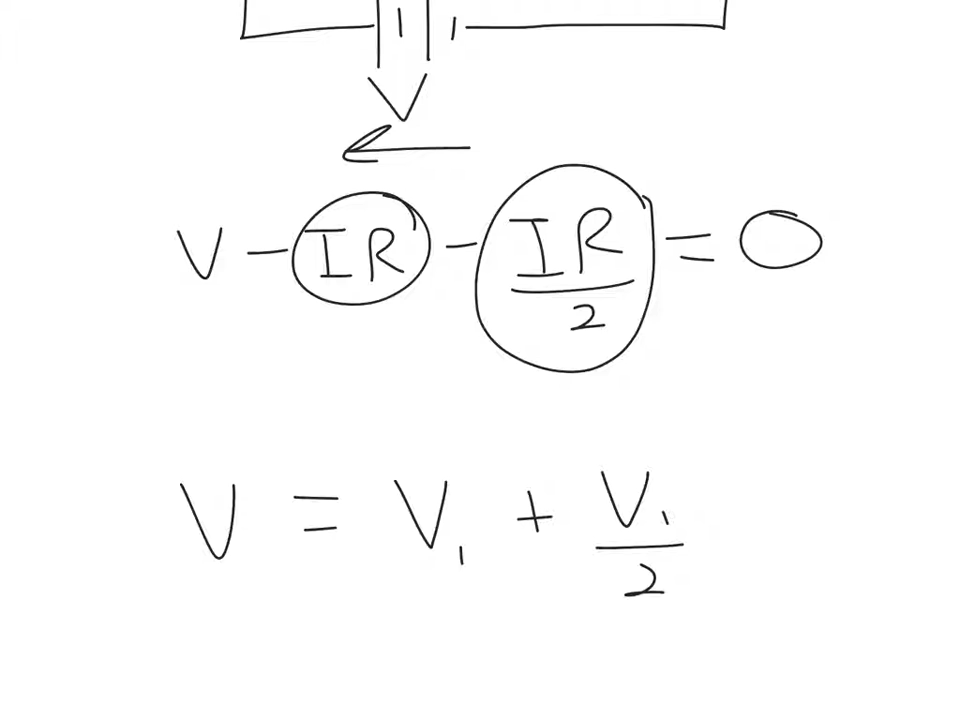 V - IR - IR/2 = 0
V = V₁ + V₁/2